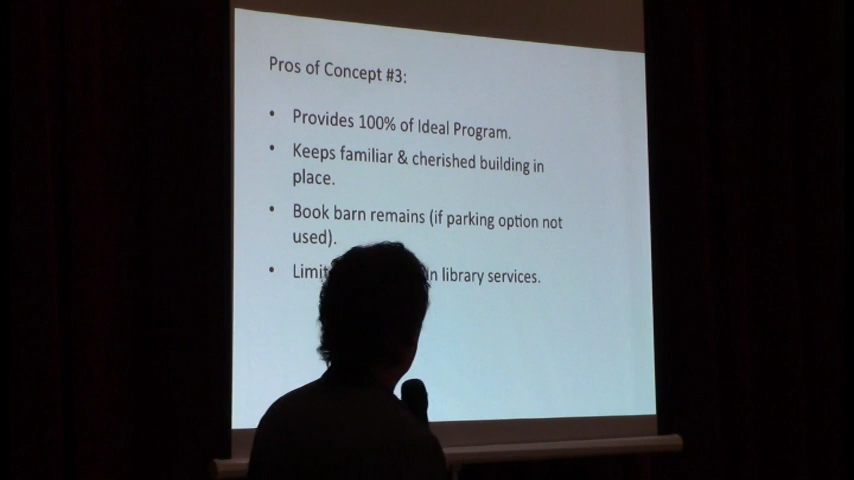 Pros of Concept #3:
• Provides 100% of Ideal Program.
• Keeps familiar & cherished building in
place.
• Book barn remains (if parking option not
used).
• in library services.